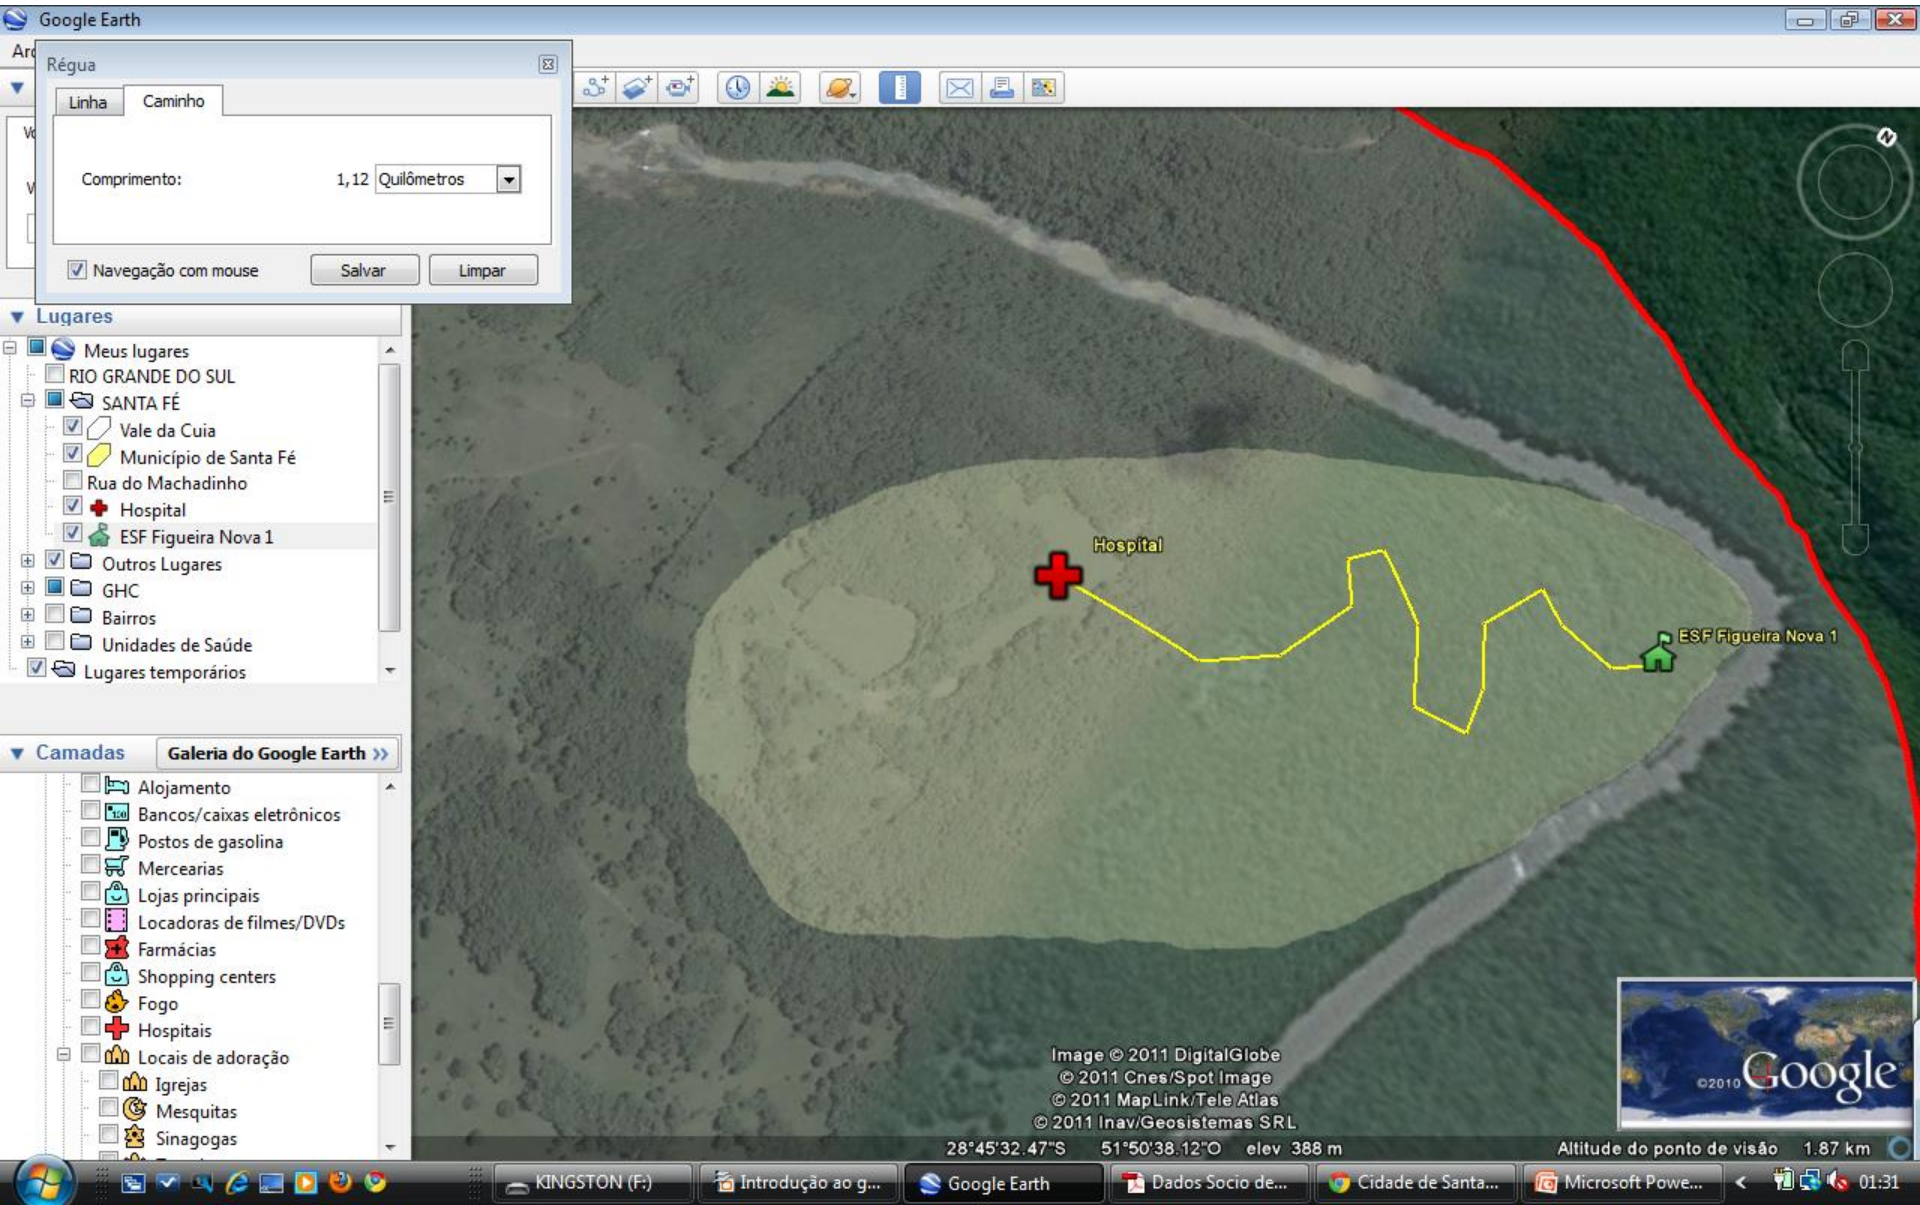 Google Earth
Régua
Linha
Caminho
Comprimento:
1,12 Quilômetros
Navegação com mouse
Salvar
Limpar
Lugares
Meus lugares
RIO GRANDE DO SUL
SANTA FÉ
Vale da Cuia
Município de Santa Fé
Rua do Machadinho
Hospital
ESF Figueira Nova 1
Outros Lugares
GHC
Bairros
Unidades de Saúde
Lugares temporários
Camadas
Galeria do Google Earth >>
Alojamento
Bancos/caixas eletrônicos
Postos de gasolina
Mercearias
Lojas principais
Locadoras de filmes/DVDs
Farmácias
Shopping centers
Fogo
Hospitais
Locais de adoração
Igrejas
Mesquitas
Sinagogas
N
Hospital
ESF Figueira Nova 1
Image © 2011 DigitalGlobe
© 2011 Cnes/Spot Image
© 2011 MapLink/Tele Atlas
© 2011 Inav/Geosistemas SRL
©2010 Google
28°45'32.47"S 51°50'38.12"O elev 388 m
Altitude do ponto de visão 1.87 km
KINGSTON (F:)
Introdução ao g...
Google Earth
Dados Socio de...
Cidade de Santa...
Microsoft Powe...
<
01:31